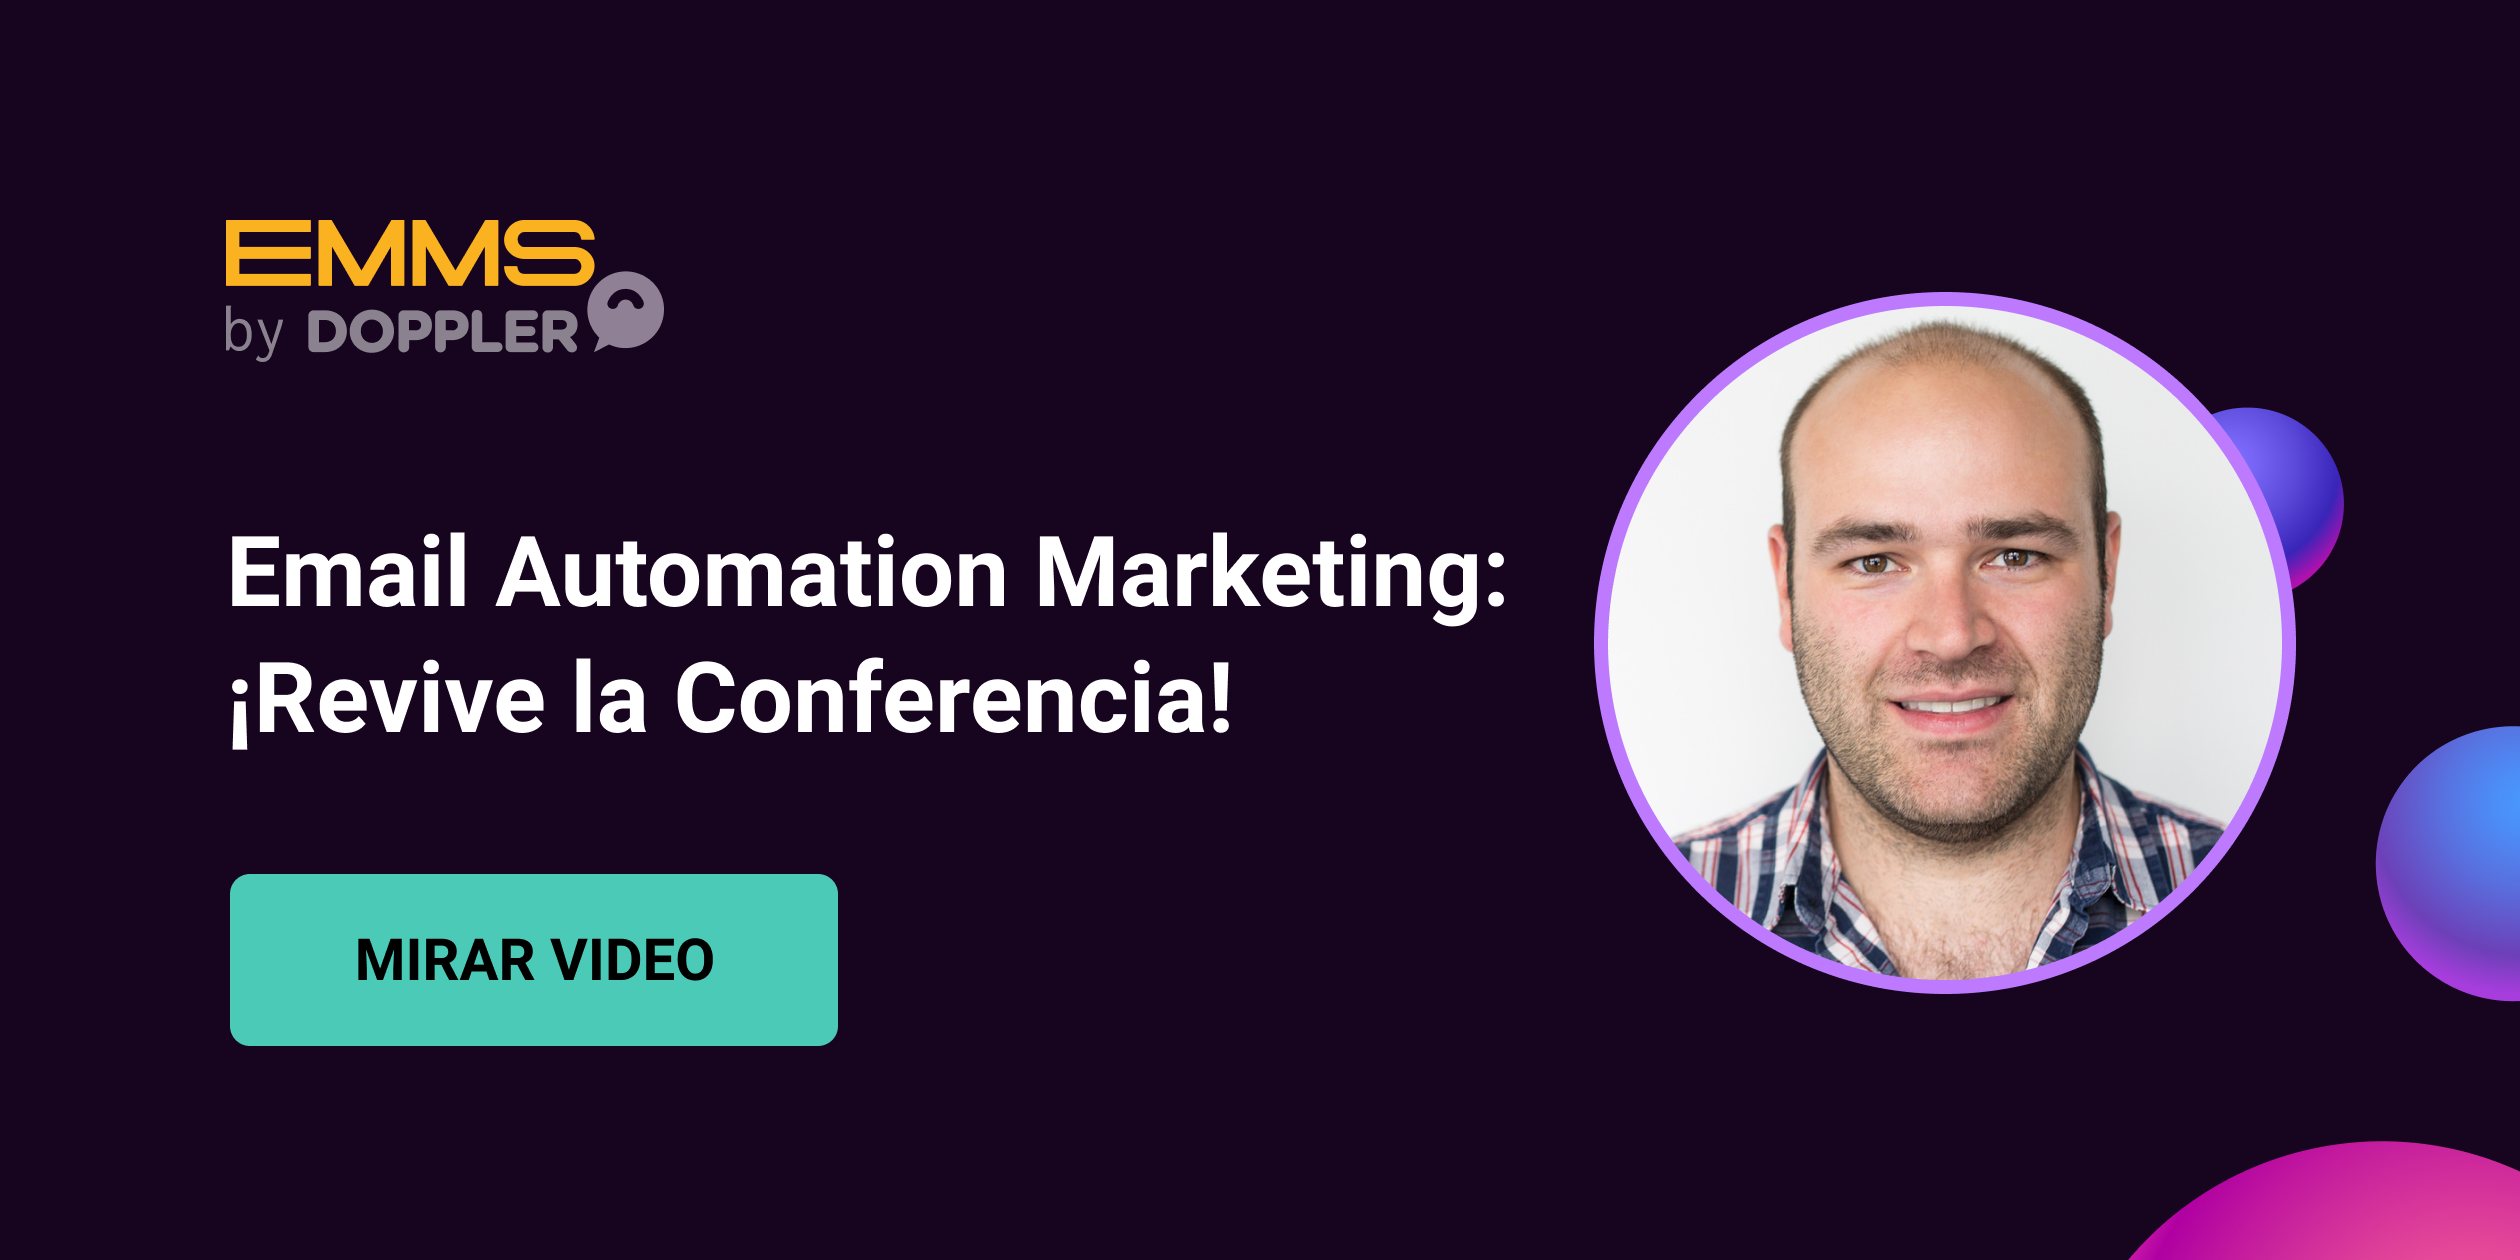 EMMS
by DOPPLER
Email Automation Marketing:
¡Revive la Conferencia!
MIRAR VIDEO